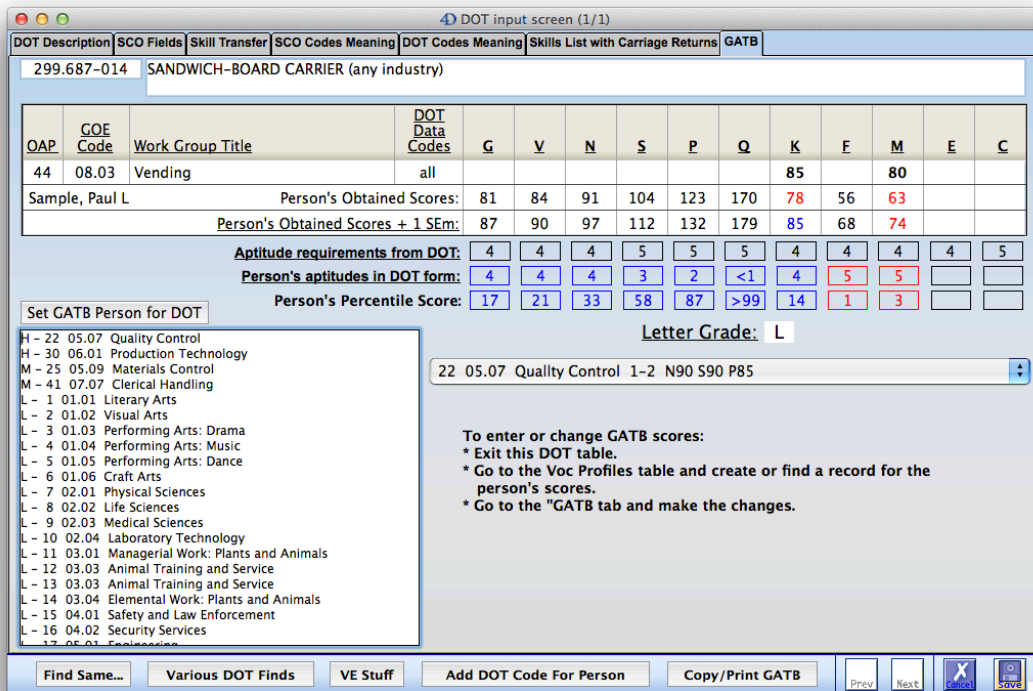 DOT input screen (1/1)
DOT Description SCO Fields Skill Transfer SCO Codes Meaning DOT Codes Meaning Skills List with Carriage Returns GATB
299.687-014 SANDWICH-BOARD CARRIER (any industry)
OAP GOE Code Work Group Title DOT Data Codes G V N S P Q K F M E C
44 08.03 Vending all 85 80
Sample, Paul L Person's Obtained Scores: 81 84 91 104 123 170 78 56 63
Person's Obtained Scores + 1 SEm: 87 90 97 112 132 179 85 68 74
Aptitude requirements from DOT: 4 4 4 5 5 5 4 4 4 4 5
Person's aptitudes in DOT form: 4 4 4 3 2 <1 4 5 5
Person's Percentile Score: 17 21 33 58 87 >99 14 1 3
Set GATB Person for DOT
Letter Grade: L
H - 22 05.07 Quality Control
H - 30 06.01 Production Technology
M - 25 05.09 Materials Control
M - 41 07.07 Clerical Handling
L - 1 01.01 Literary Arts
L - 2 01.02 Visual Arts
L - 3 01.03 Performing Arts: Drama
L - 4 01.04 Performing Arts: Music
L - 5 01.05 Performing Arts: Dance
L - 6 01.06 Craft Arts
L - 7 02.01 Physical Sciences
L - 8 02.02 Life Sciences
L - 9 02.03 Medical Sciences
L - 10 02.04 Laboratory Technology
L - 11 03.01 Managerial Work: Plants and Animals
L - 12 03.03 Animal Training and Service
L - 13 03.03 Animal Training and Service
L - 14 03.04 Elemental Work: Plants and Animals
L - 15 04.01 Safety and Law Enforcement
L - 16 04.02 Security Services
L - 17 05.01 Engineering
22 05.07 Quality Control 1-2 N90 S90 P85
To enter or change GATB scores:
* Exit this DOT table.
* Go to the Voc Profiles table and create or find a record for the
person's scores.
* Go to the "GATB tab and make the changes.
Find Same... Various DOT Finds VE Stuff Add DOT Code For Person Copy/Print GATB Prev Next Cancel Save